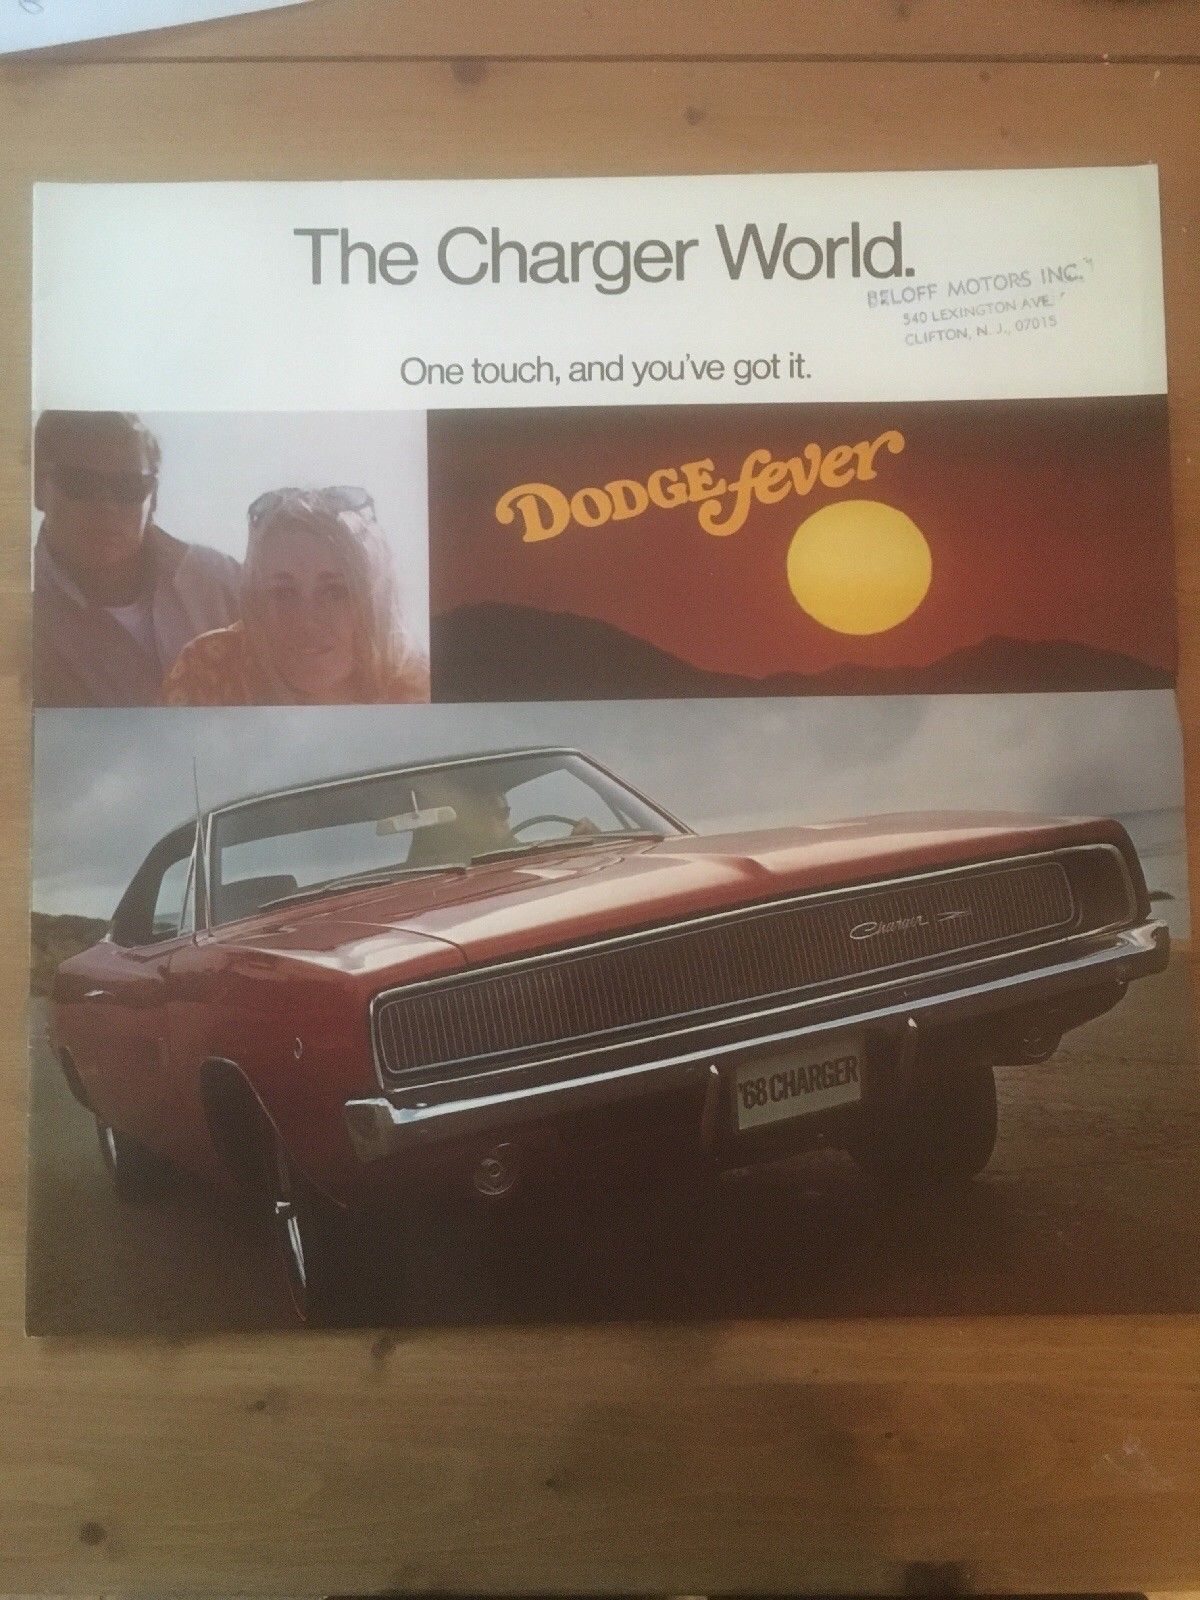 The Charger World.
BELOFF MOTORS INC.
540 LEXINGTON AVE.
CLIFTON, N. J., 07015
One touch, and you've got it.
DODGE fever
Charger
'68 CHARGER